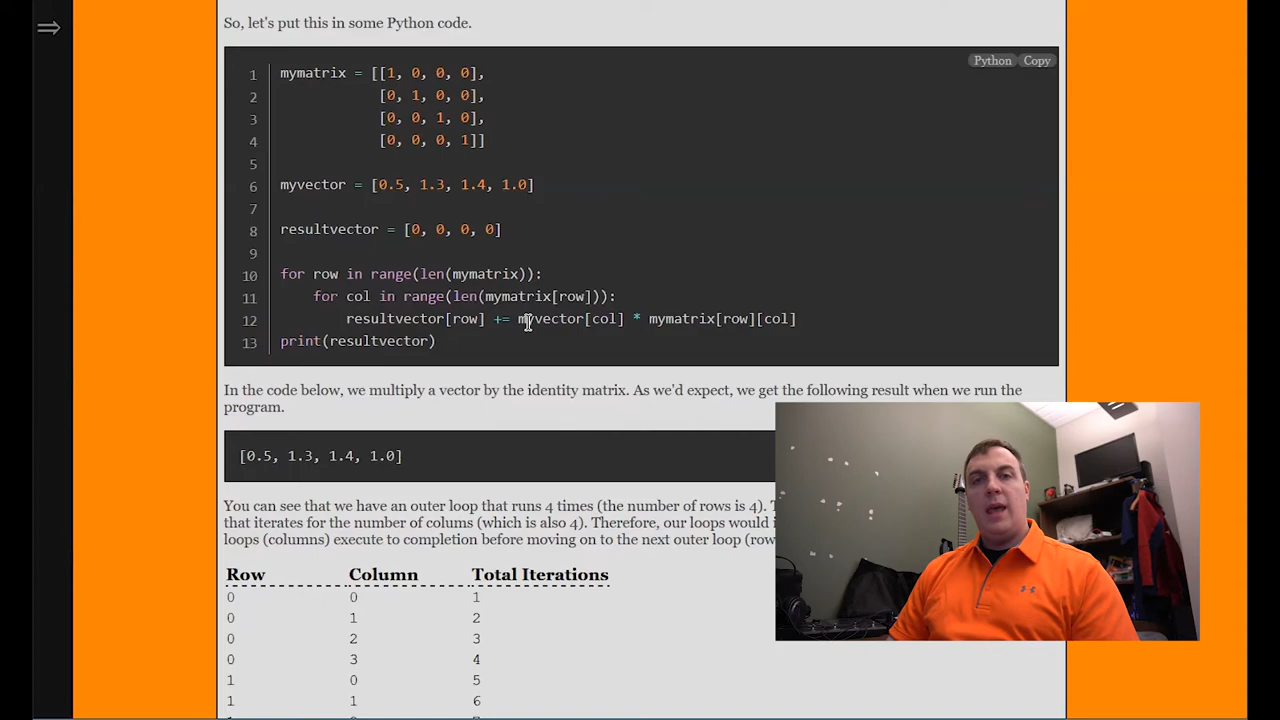 So, let's put this in some Python code.
Python Copy
1 mymatrix = [[1, 0, 0, 0],
2 [0, 1, 0, 0],
3 [0, 0, 1, 0],
4 [0, 0, 0, 1]]
5
6 myvector = [0.5, 1.3, 1.4, 1.0]
7
8 resultvector = [0, 0, 0, 0]
9
10 for row in range(len(mymatrix)):
11 for col in range(len(mymatrix[row])):
12 resultvector[row] += myvector[col] * mymatrix[row][col]
13 print(resultvector)
In the code below, we multiply a vector by the identity matrix. As we'd expect, we get the following result when we run the
program.
[0.5, 1.3, 1.4, 1.0]
You can see that we have an outer loop that runs 4 times (the number of rows is 4).
that iterates for the number of colums (which is also 4). Therefore, our loops would
loops (columns) execute to completion before moving on to the next outer loop (row
Row Column Total Iterations
0 0 1
0 1 2
0 2 3
0 3 4
1 0 5
1 1 6